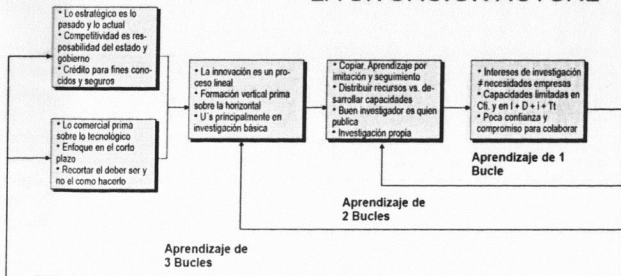 • Lo estratégico es lo
pasado y lo actual
• Competitividad es res-
posabilidad del estado y
gobierno
• Crédito para fines cono-
cidos y seguros
• Lo comercial prima
sobre lo tecnológico
• Enfoque en el corto
plazo
• Recortar el deber ser y
no el como hacerlo
• La innovación es un pro-
ceso lineal
• Formación vertical prima
sobre la horizontal
• U´s principalmente en
investigación básica
• Copiar. Aprendizaje por
imitación y seguimiento
• Distribuir recursos vs. de-
sarrollar capacidades
• Buen investigador es quien
publica
• Investigación propia
• Intereses de investigación
≠ necesidades empresas
• Capacidades limitadas en
Cti. y en I + D + i + Tt
• Poca confianza y
compromiso para colaborar
Aprendizaje de 1
Bucle
Aprendizaje de
2 Bucles
Aprendizaje de
3 Bucles